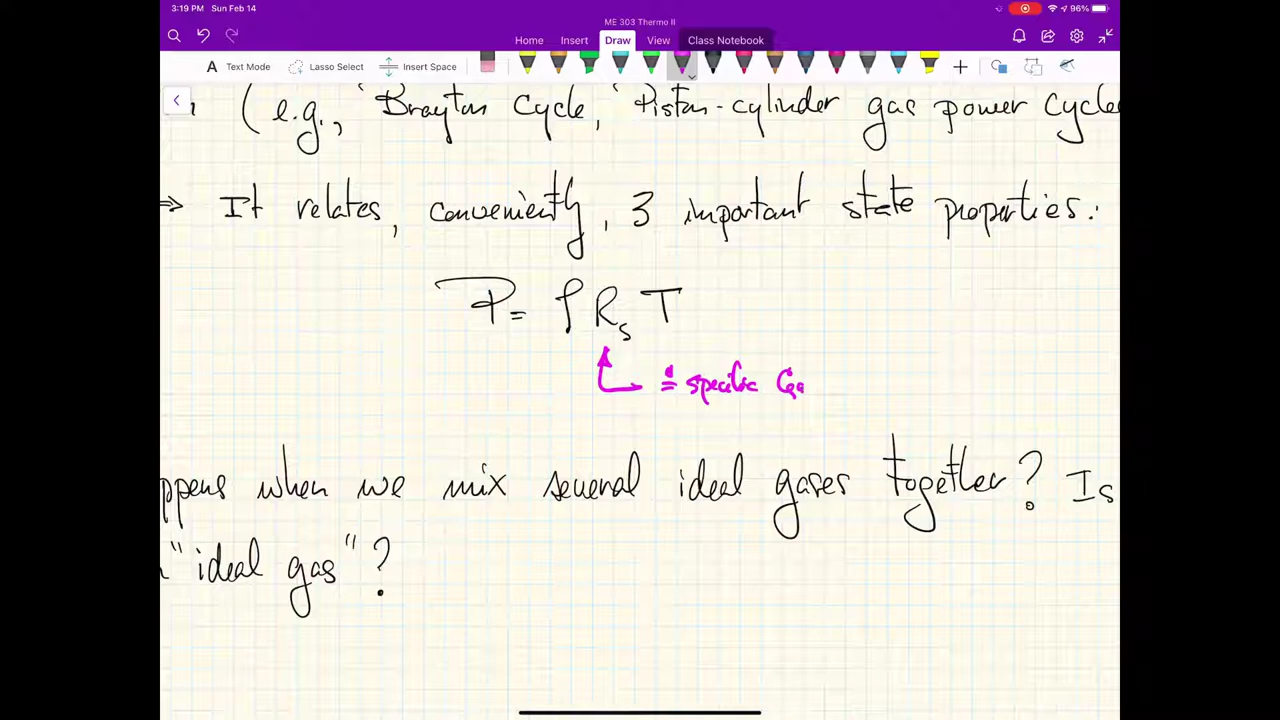 3:19 PM Sun Feb 14
96%
ME 303 Thermo II
Home Insert Draw View Class Notebook
Text Mode Lasso Select Insert Space
(e.g., Brayton Cycle, Piston-cylinder gas power cycle
⇒ It relates, conveniently, 3 important state properties:
P = ρ Rs T
≐ specific Ga
ppens when we mix several ideal gases together? Is
"ideal gas"?